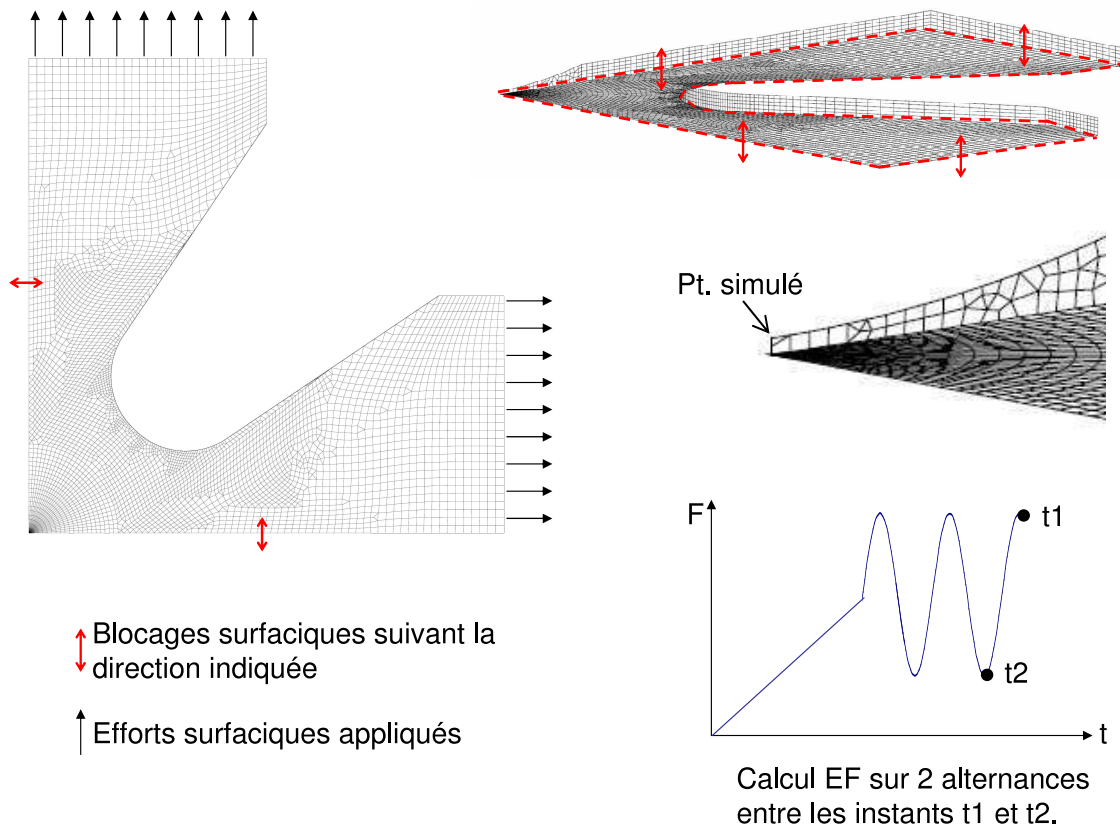 Pt. simulé
F
t1
t2
t
Blocages surfaciques suivant la
direction indiquée
Efforts surfaciques appliqués
Calcul EF sur 2 alternances
entre les instants t1 et t2.